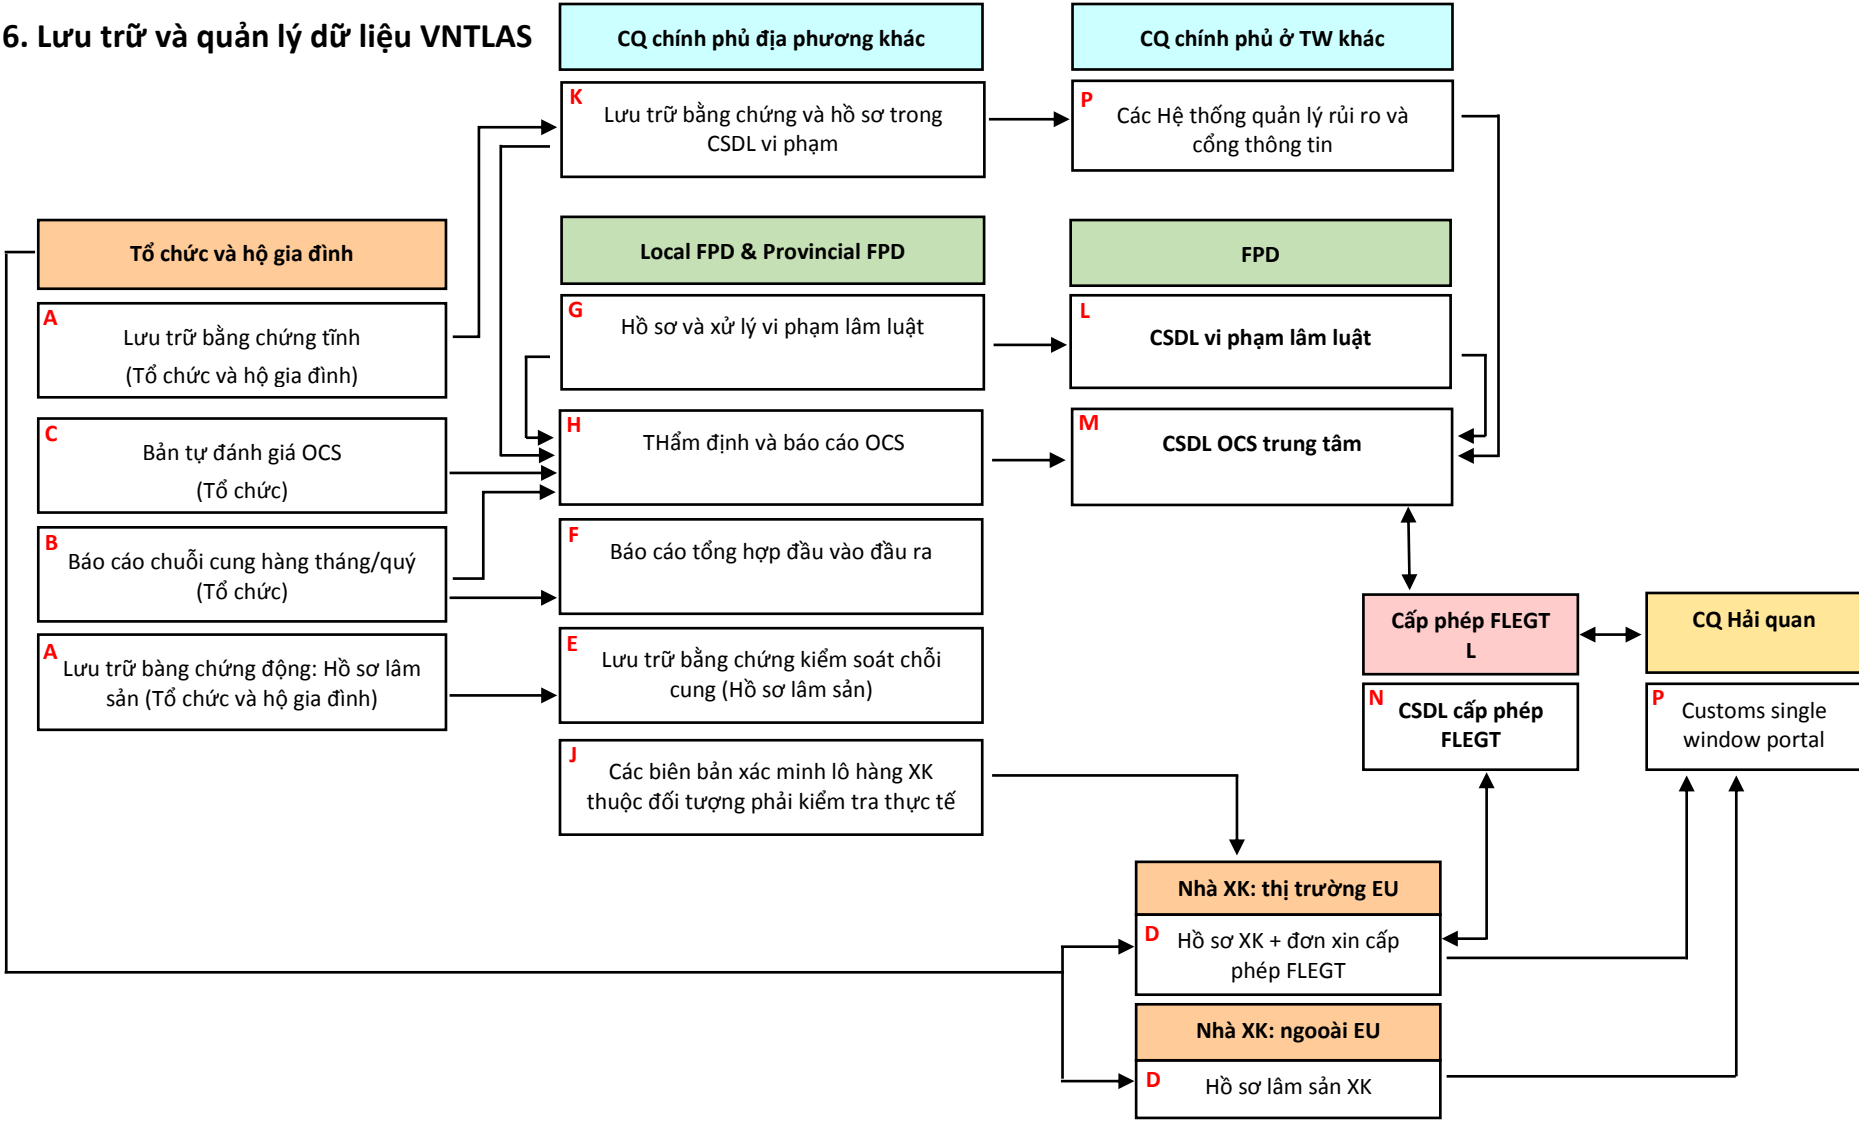 6. Lưu trữ và quản lý dữ liệu VNTLAS
CQ chính phủ địa phương khác
CQ chính phủ ở TW khác
K
Lưu trữ bằng chứng và hồ sơ trong
CSDL vi phạm
P
Các Hệ thống quản lý rủi ro và
cổng thông tin
Tổ chức và hộ gia đình
Local FPD & Provincial FPD
FPD
A
Lưu trữ bằng chứng tĩnh
(Tổ chức và hộ gia đình)
G
Hồ sơ và xử lý vi phạm lâm luật
L
CSDL vi phạm lâm luật
C
Bản tự đánh giá OCS
(Tổ chức)
H
THẩm định và báo cáo OCS
M
CSDL OCS trung tâm
B
Báo cáo chuỗi cung hàng tháng/quý
(Tổ chức)
F
Báo cáo tổng hợp đầu vào đầu ra
A
Lưu trữ bàng chứng động: Hồ sơ lâm
sản (Tổ chức và hộ gia đình)
E
Lưu trữ bằng chứng kiểm soát chỗi
cung (Hồ sơ lâm sản)
Cấp phép FLEGT
L
CQ Hải quan
N
CSDL cấp phép
FLEGT
P
Customs single
window portal
J
Các biên bản xác minh lô hàng XK
thuộc đối tượng phải kiểm tra thực tế
Nhà XK: thị trường EU
D
Hồ sơ XK + đơn xin cấp
phép FLEGT
Nhà XK: ngooài EU
D
Hồ sơ lâm sản XK